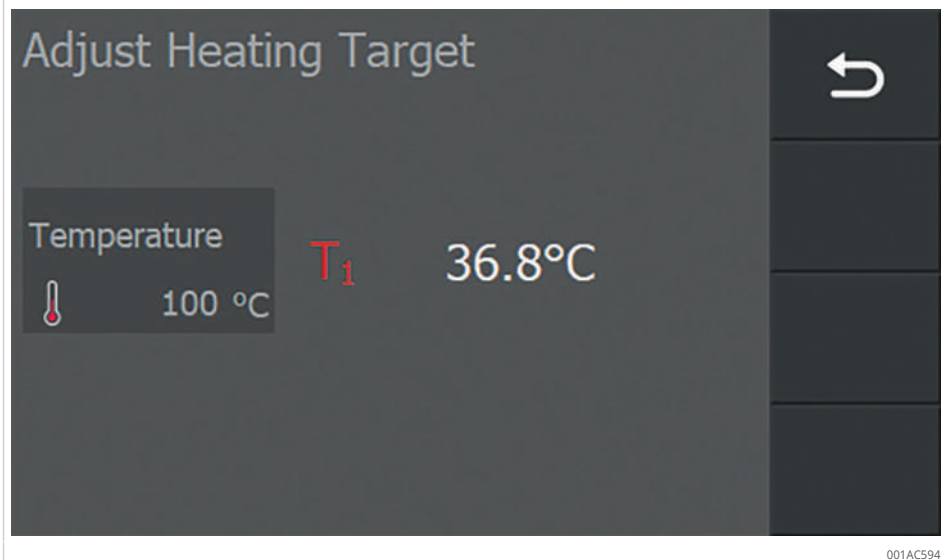 Adjust Heating Target
Temperature
100 °C
T₁ 36.8°C
001AC594